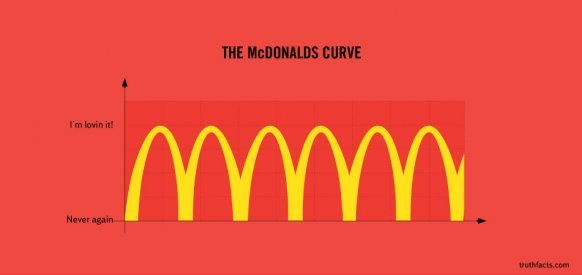 THE McDONALDS CURVE
I´m lovin it!
Never again
truthfacts.com